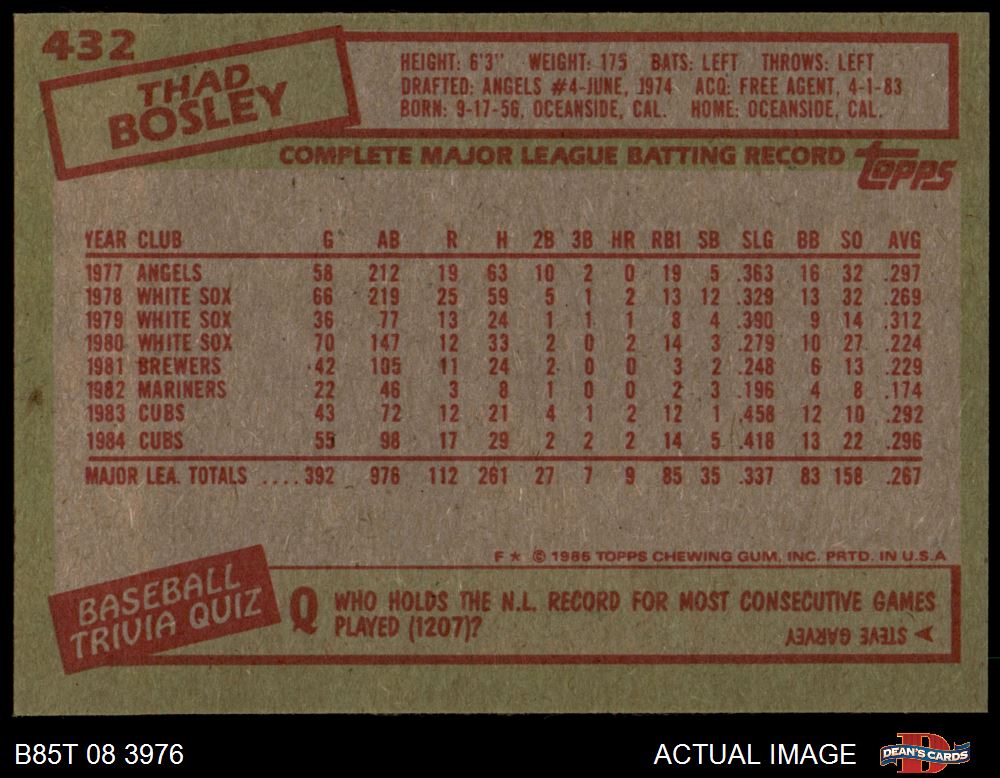 432
THAD
BOSLEY
HEIGHT: 6'3" WEIGHT: 175 BATS: LEFT THROWS: LEFT
DRAFTED: ANGELS #4-JUNE, 1974 ACQ: FREE AGENT, 4-1-83
BORN: 9-17-56, OCEANSIDE, CAL. HOME: OCEANSIDE, CAL.
COMPLETE MAJOR LEAGUE BATTING RECORD topps
YEAR CLUB G AB R H 2B 3B HR RBI SB SLG BB SO AVG
1977 ANGELS 58 212 19 63 10 2 0 19 5 .363 16 32 .297
1978 WHITE SOX 66 219 25 59 5 1 2 13 12 .329 13 32 .269
1979 WHITE SOX 36 77 13 24 1 1 1 8 4 .390 9 14 .312
1980 WHITE SOX 70 147 12 33 2 0 2 14 3 .279 10 27 .224
1981 BREWERS 42 105 11 24 2 0 0 3 2 .248 6 13 .229
1982 MARINERS 22 46 3 8 1 0 0 2 3 .196 4 8 .174
1983 CUBS 43 72 12 21 4 1 2 12 1 .458 12 10 .292
1984 CUBS 55 98 17 29 2 2 2 14 5 .418 13 22 .296
MAJOR LEA. TOTALS .... 392 976 112 261 27 7 9 85 35 .337 83 158 .267
F * © 1985 TOPPS CHEWING GUM, INC. PRTD. IN U.S.A
BASEBALL
TRIVIA QUIZ
Q WHO HOLDS THE N.L. RECORD FOR MOST CONSECUTIVE GAMES
PLAYED (1207)?
STEVE GARVEY
B85T 08 3976
ACTUAL IMAGE
D
DEAN'S CARDS